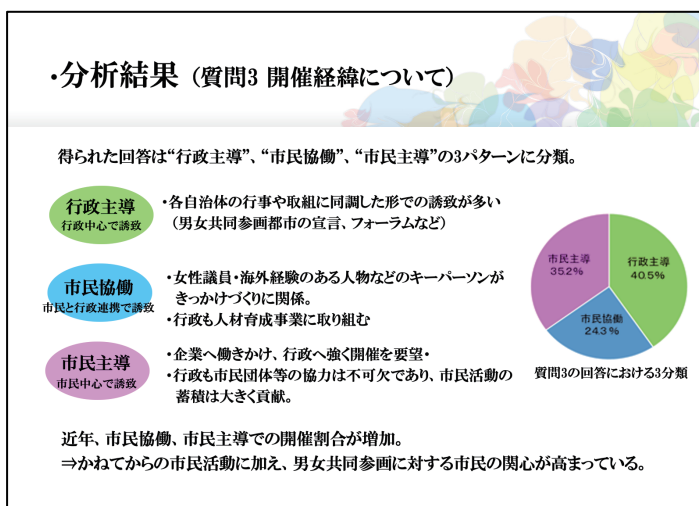 ・分析結果（質問3 開催経緯について）
得られた回答は“行政主導”、“市民協働”、“市民主導”の3パターンに分類。
行政主導
行政中心で誘致
・各自治体の行事や取組に同調した形での誘致が多い
（男女共同参画都市の宣言、フォーラムなど）
市民協働
市民と行政連携で誘致
・女性議員・海外経験のある人物などのキーパーソンが
きっかけづくりに関係。
・行政も人材育成事業に取り組む
市民主導
市民中心で誘致
・企業へ働きかけ、行政へ強く開催を要望・
・行政も市民団体等の協力は不可欠であり、市民活動の
蓄積は大きく貢献。
市民主導
35.2%
行政主導
40.5%
市民協働
24.3%
質問3の回答における3分類
近年、市民協働、市民主導での開催割合が増加。
⇒かねてからの市民活動に加え、男女共同参画に対する市民の関心が高まっている。